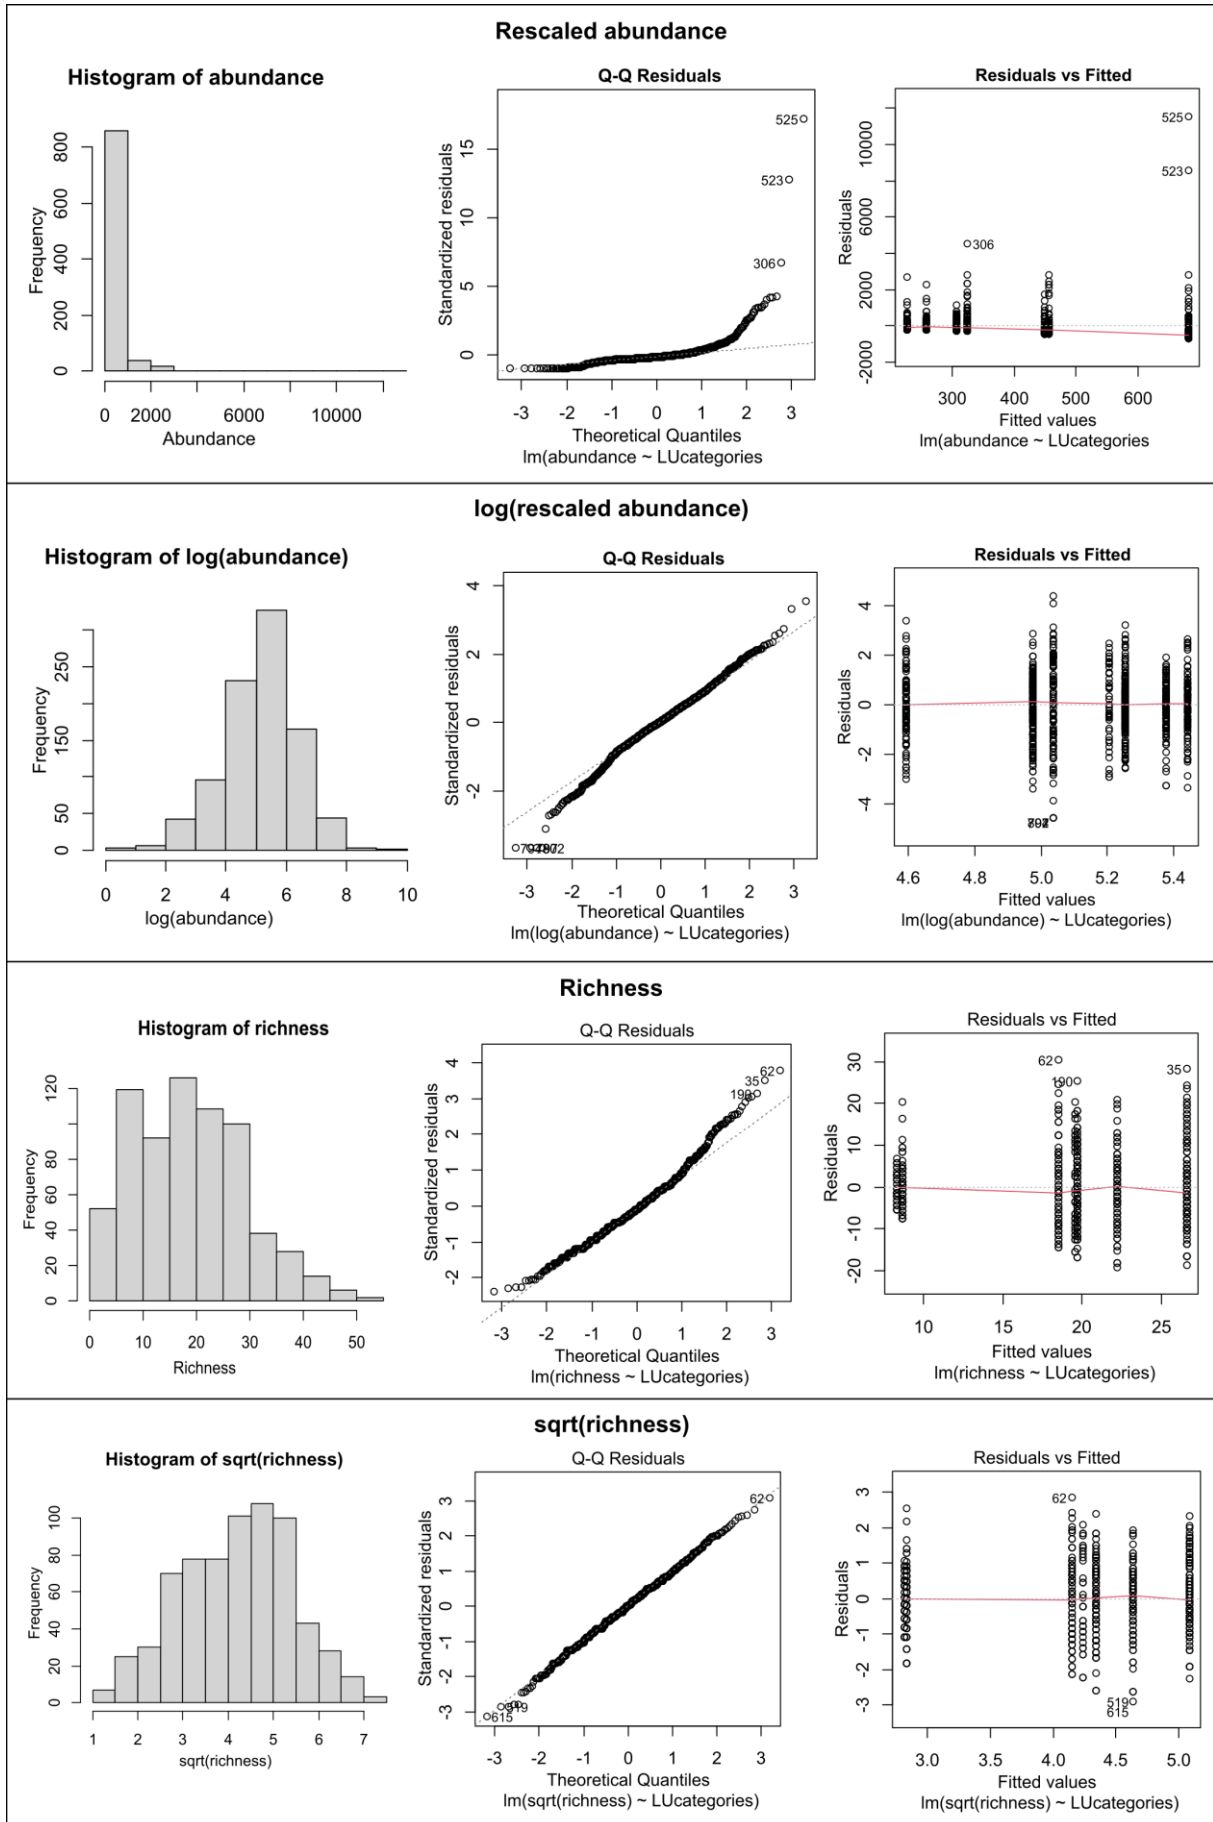 Rescaled abundance
Histogram of abundance
Frequency
800
600
400
200
0
0 2000 6000 10000
Abundance
Q-Q Residuals
Standardized residuals
15
10
5
0
525
523
306
-3 -2 -1 0 1 2 3
Theoretical Quantiles
lm(abundance ~ LUcategories
Residuals vs Fitted
Residuals
10000
6000
2000
0
-2000
525
523
306
300 400 500 600
Fitted values
lm(abundance ~ LUcategories
log(rescaled abundance)
Histogram of log(abundance)
Frequency
250
150
50
0
0 2 4 6 8 10
log(abundance)
Q-Q Residuals
Standardized residuals
4
2
0
-2
-3 -2 -1 0 1 2 3
Theoretical Quantiles
lm(log(abundance) ~ LUcategories)
Residuals vs Fitted
Residuals
4
2
0
-2
-4
4.6 4.8 5.0 5.2 5.4
Fitted values
lm(log(abundance) ~ LUcategories)
Richness
Histogram of richness
Frequency
120
80
60
40
20
0
0 10 20 30 40 50
Richness
Q-Q Residuals
Standardized residuals
4
3
2
1
0
-1
-2
62
35
190
-3 -2 -1 0 1 2 3
Theoretical Quantiles
lm(richness ~ LUcategories)
Residuals vs Fitted
Residuals
30
20
10
0
-10
-20
62
190
35
10 15 20 25
Fitted values
lm(richness ~ LUcategories)
sqrt(richness)
Histogram of sqrt(richness)
Frequency
100
80
60
40
20
0
1 2 3 4 5 6 7
sqrt(richness)
Q-Q Residuals
Standardized residuals
3
2
1
0
-1
-2
-3
62
519
615
-3 -2 -1 0 1 2 3
Theoretical Quantiles
lm(sqrt(richness) ~ LUcategories)
Residuals vs Fitted
Residuals
3
2
1
0
-1
-2
-3
62
519
615
3.0 3.5 4.0 4.5 5.0
Fitted values
lm(sqrt(richness) ~ LUcategories)